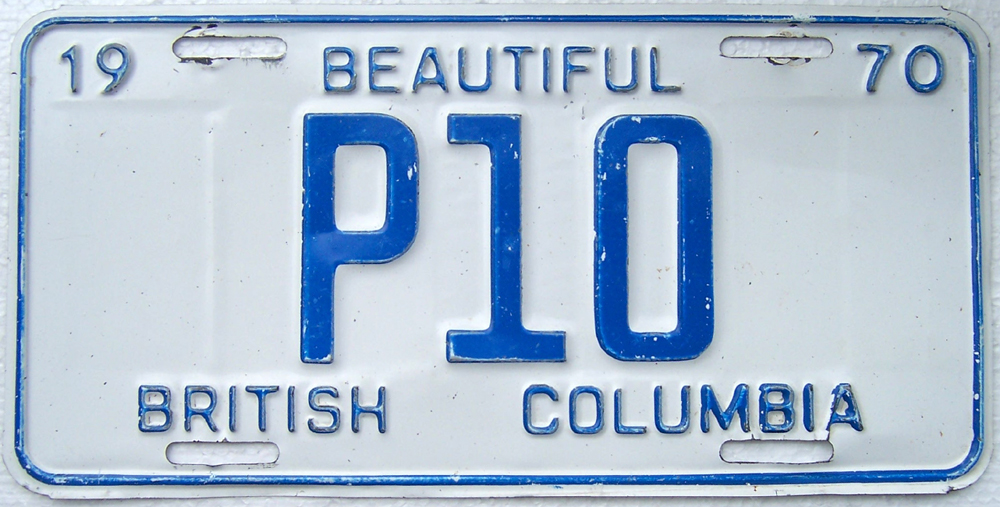 19 BEAUTIFUL 70
P10
BRITISH COLUMBIA